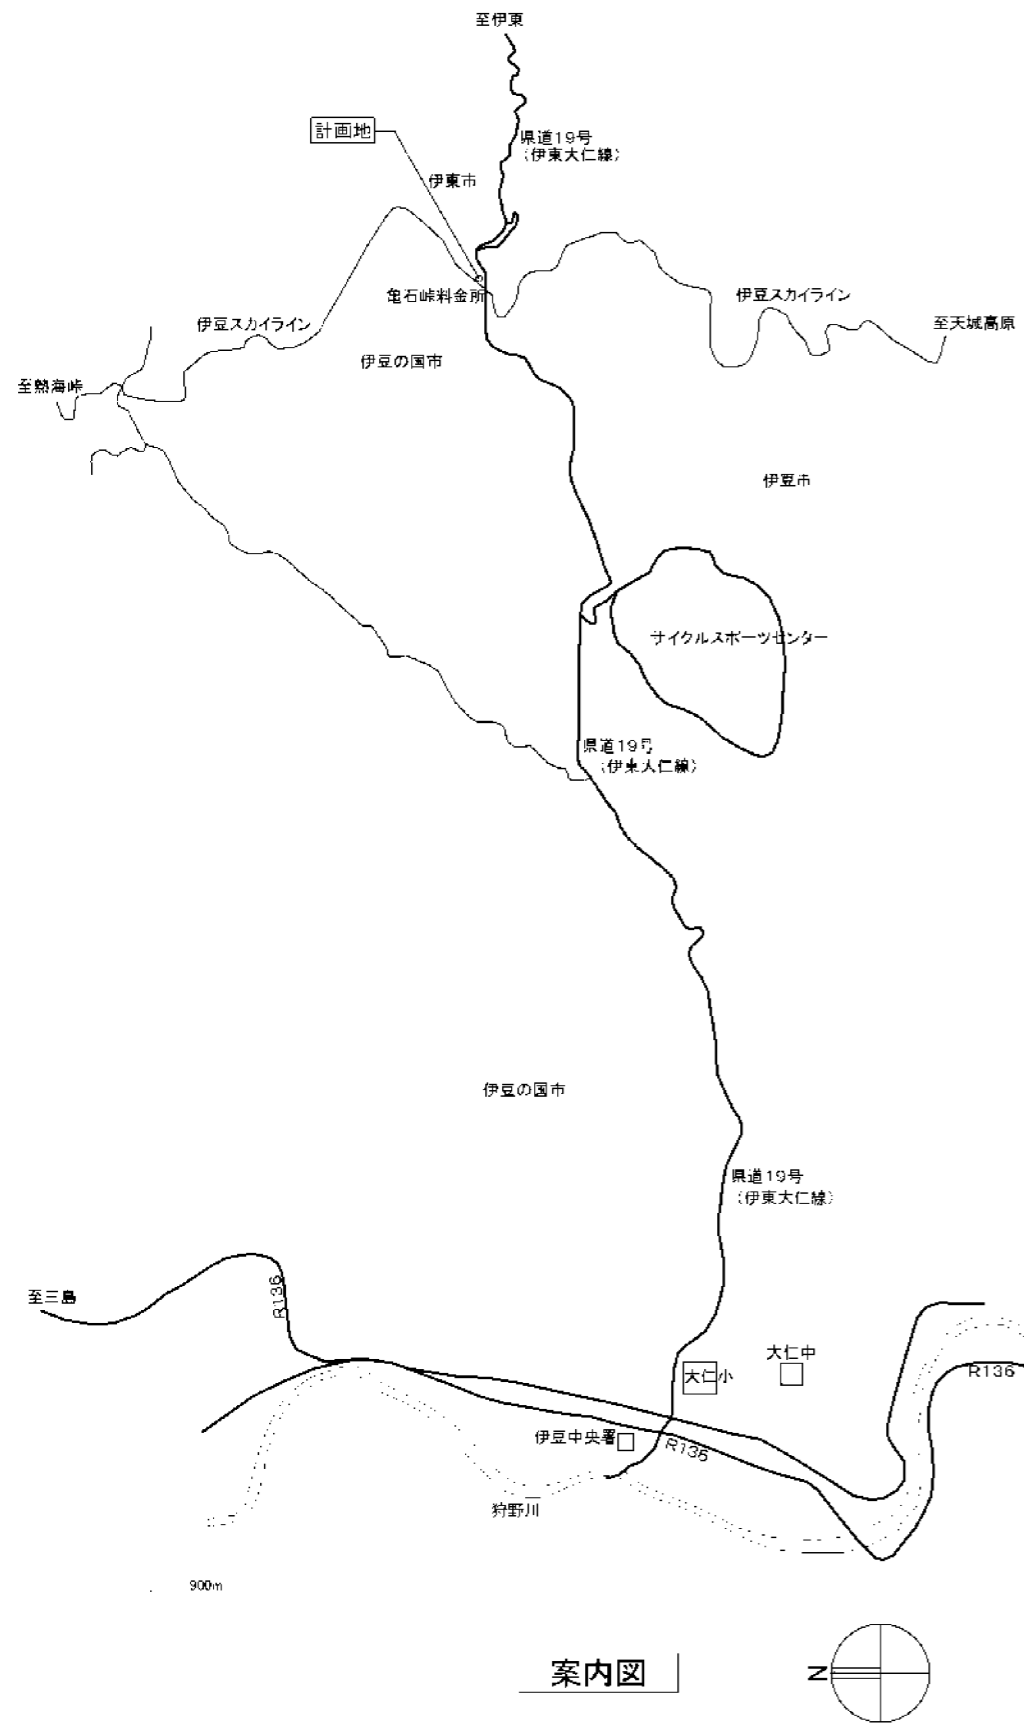 至伊東
計画地
県道19号
(伊東大仁線)
伊東市
亀石峠料金所
伊豆スカイライン
至天城高原
伊豆スカイライン
伊豆の国市
至熱海峠
伊豆市
サイクルスポーツセンター
県道19号
(伊東大仁線)
伊豆の国市
県道19号
(伊東大仁線)
R136
至三島
大仁中
大仁小
R136
伊豆中央署
R136
狩野川
900m
案内図
N